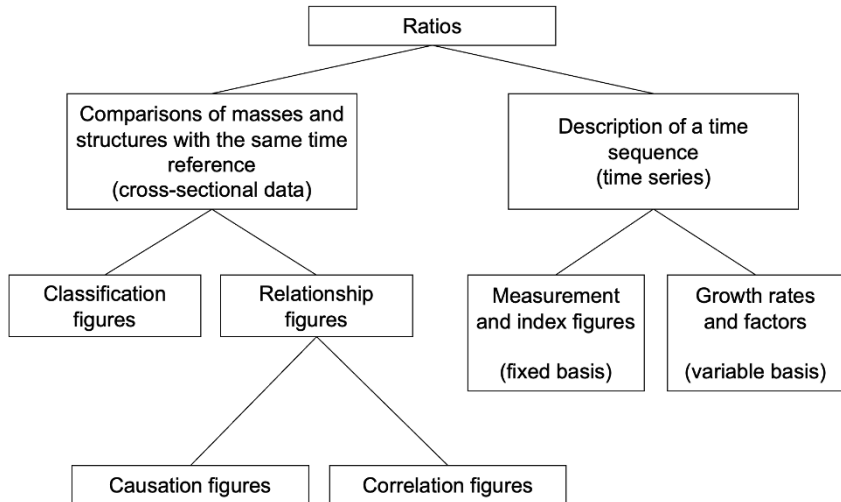 Ratios
Comparisons of masses and
structures with the same time
reference
(cross-sectional data)
Description of a time
sequence
(time series)
Classification
figures
Relationship
figures
Measurement
and index figures
(fixed basis)
Growth rates
and factors
(variable basis)
Causation figures
Correlation figures